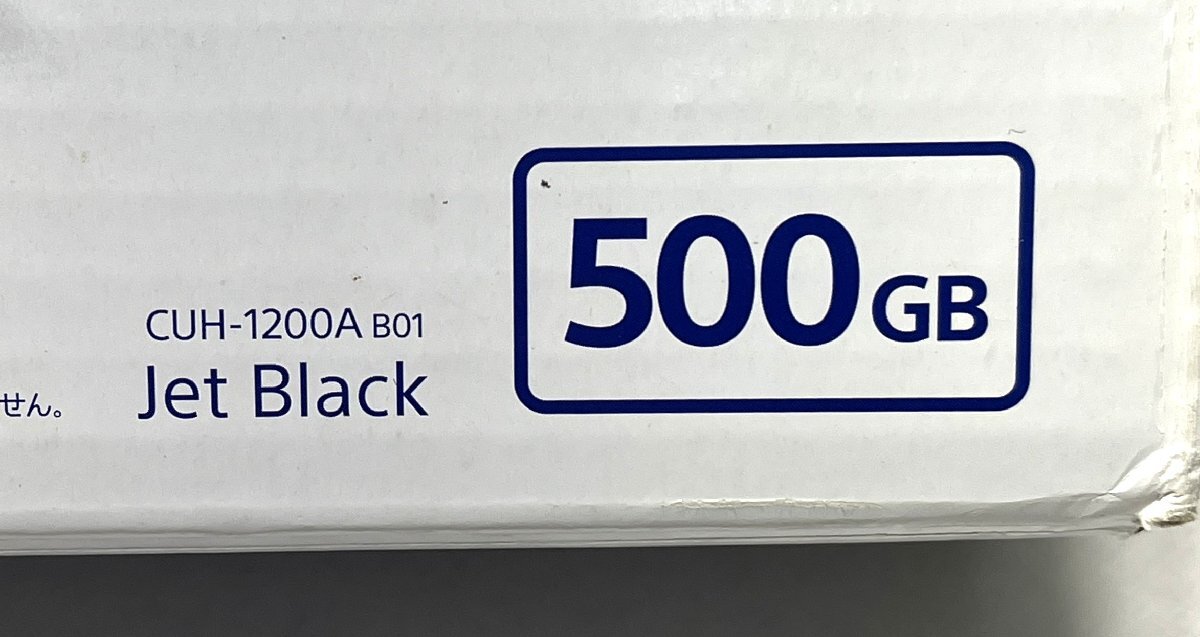 CUH-1200A B01
せん。
Jet Black
500GB